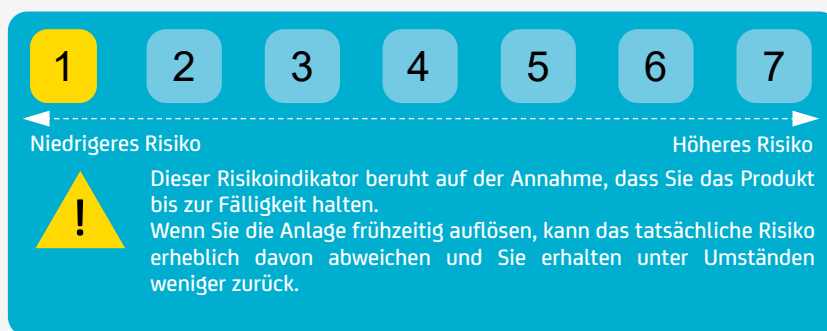 1 2 3 4 5 6 7
Niedrigeres Risiko Höheres Risiko
Dieser Risikoindikator beruht auf der Annahme, dass Sie das Produkt
bis zur Fälligkeit halten.
!
Wenn Sie die Anlage frühzeitig auflösen, kann das tatsächliche Risiko
erheblich davon abweichen und Sie erhalten unter Umständen
weniger zurück.